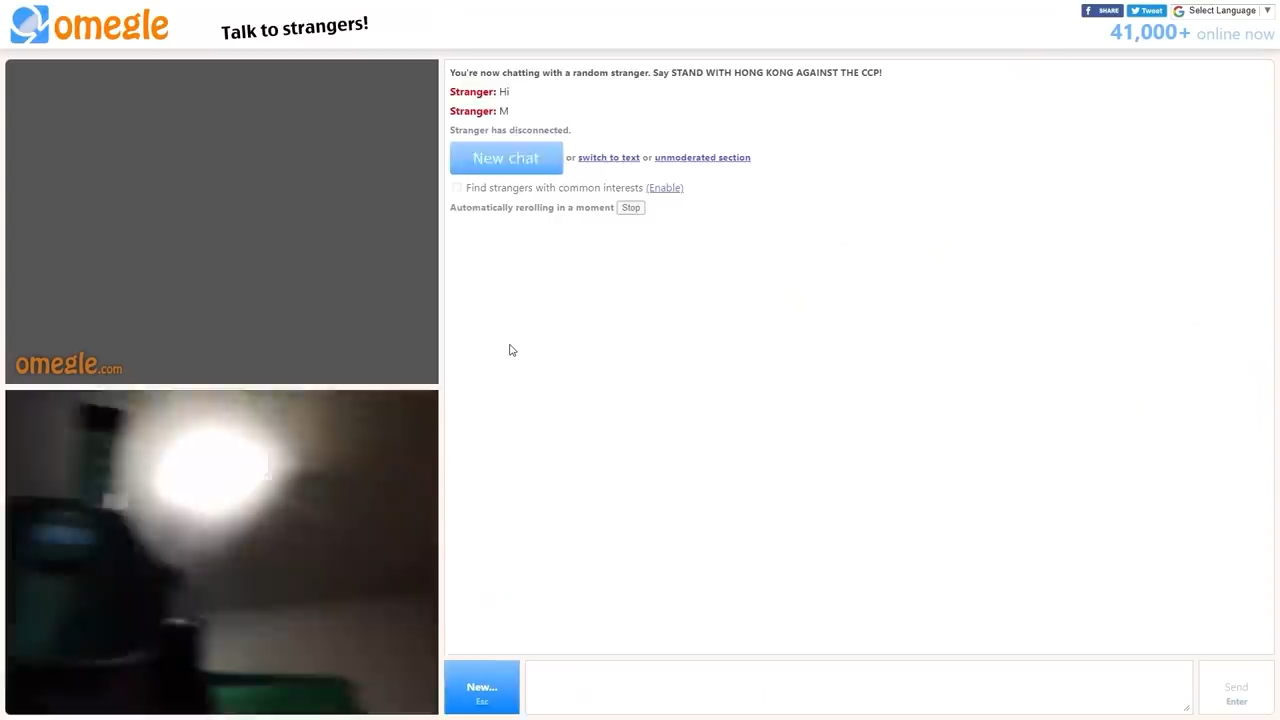 omegle
Talk to strangers!
SHARE
Tweet
Select Language
41,000+ online now
You're now chatting with a random stranger. Say STAND WITH HONG KONG AGAINST THE CCP!
Stranger: Hi
Stranger: M
Stranger has disconnected.
New chat or switch to text or unmoderated section
Find strangers with common interests (Enable)
Automatically rerolling in a moment Stop
omegle.com
New...
Esc
Send
Enter